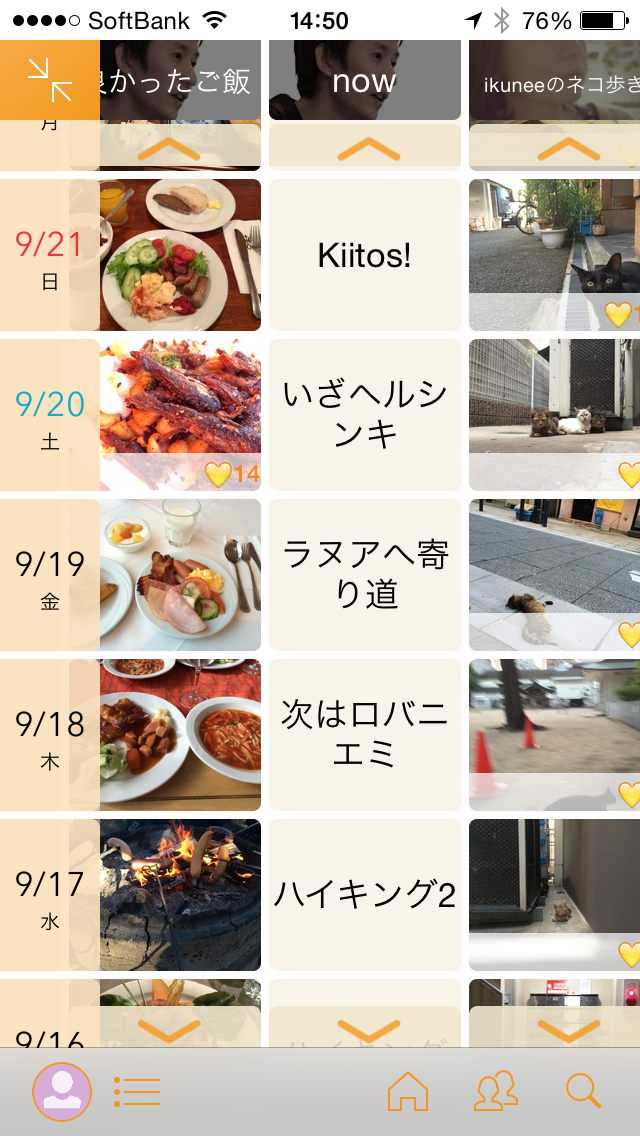 SoftBank 14:50 76%
良かったご飯 now ikuneeのネコ歩き
月
9/21
日
Kiitos!
9/20
土
14
いざヘルシ
ンキ
9/19
金
ラヌアへ寄
り道
9/18
木
次はロバニ
エミ
9/17
水
ハイキング2
9/16